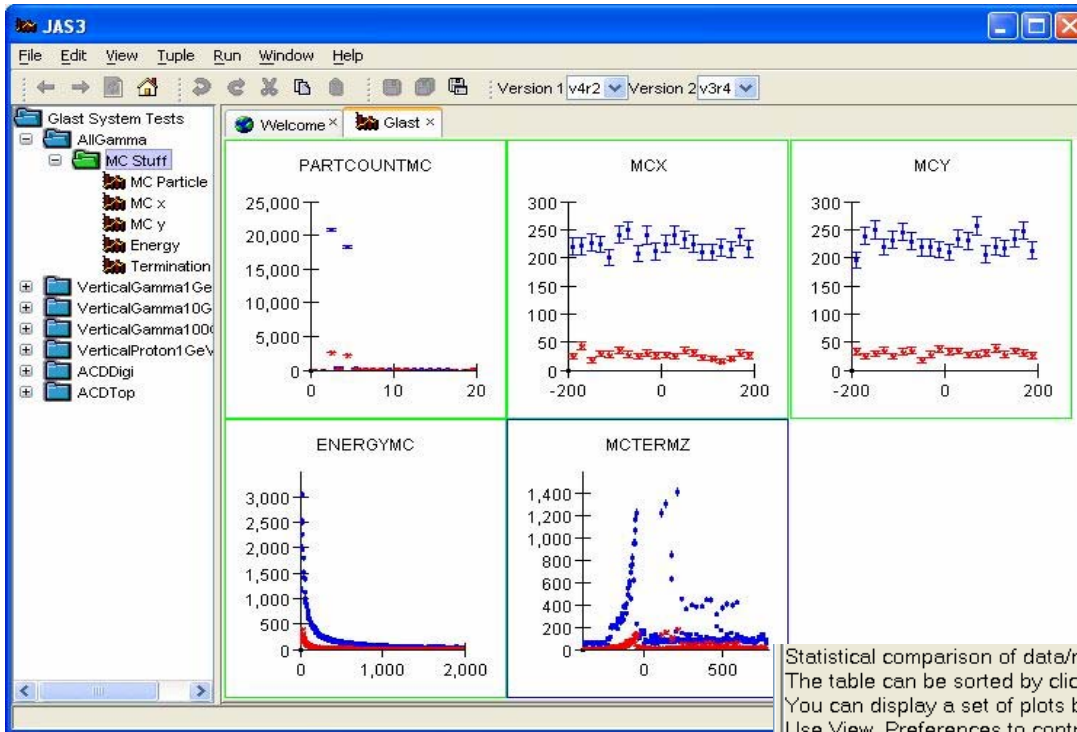 JAS3
File Edit View Tuple Run Window Help
Version 1 v4r2 Version 2 v3r4
Glast System Tests
AllGamma
MC Stuff
MC Particle
MC x
MC y
Energy
Termination
VerticalGamma1Ge
VerticalGamma10G
VerticalGamma100
VerticalProton1GeV
ACDDigi
ACDTop
Welcome × Glast ×
PARTCOUNTMC
25,000
20,000
15,000
10,000
5,000
0
0 10 20
MCX
300
250
200
150
100
50
0
-200 0 200
MCY
300
250
200
150
100
50
0
-200 0 200
ENERGYMC
3,000
2,500
2,000
1,500
1,000
500
0
0 1,000 2,000
MCTERMZ
1,400
1,200
1,000
800
600
400
200
0
0 500
Statistical comparison of data/
The table can be sorted by clic
You can display a set of plots
Use View, Preferences to contr